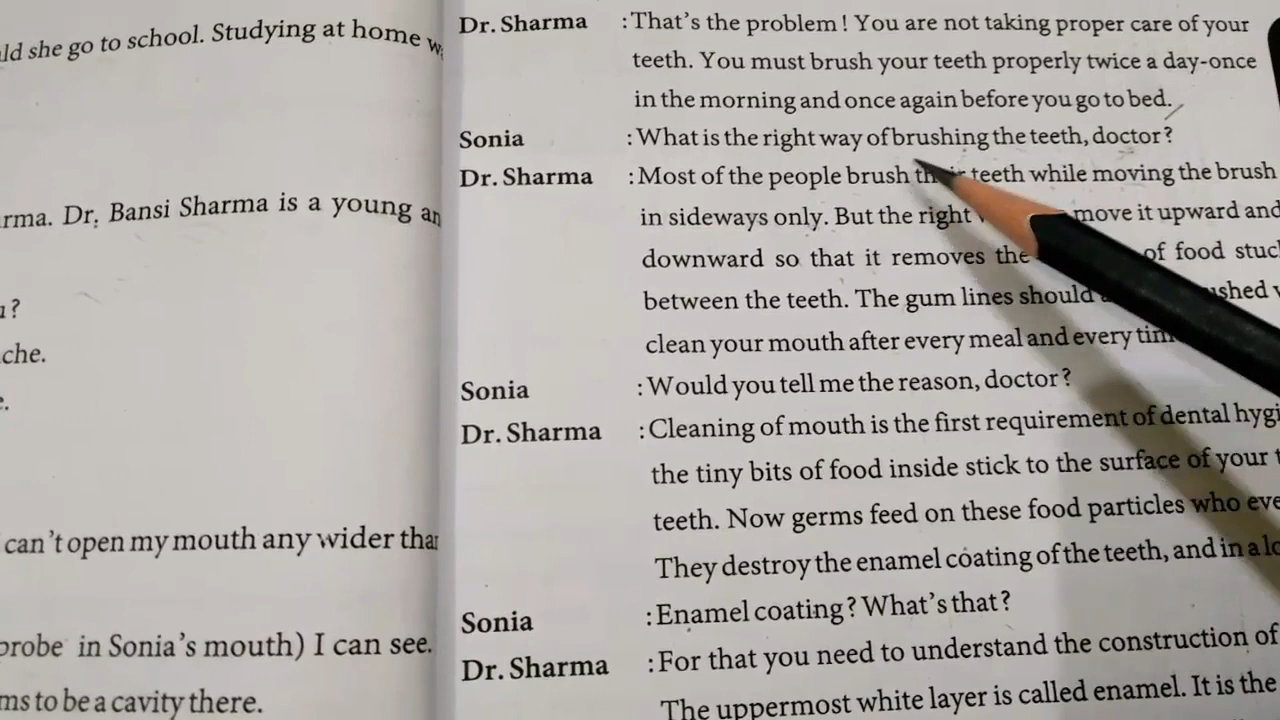 ld she go to school. Studying at home
rma. Dr. Bansi Sharma is a young an
?
che.
can't open my mouth any wider tha
probe in Sonia's mouth) I can see.
ms to be a cavity there.
Dr. Sharma : That's the problem! You are not taking proper care of your
teeth. You must brush your teeth properly twice a day-once
in the morning and once again before you go to bed.
Sonia : What is the right way of brushing the teeth, doctor?
Dr. Sharma : Most of the people brush their teeth while moving the brush
in sideways only. But the right move it upward and
downward so that it removes the of food stuc
between the teeth. The gum lines should ushed
clean your mouth after every meal and every tim
Sonia : Would you tell me the reason, doctor?
Dr. Sharma : Cleaning of mouth is the first requirement of dental hygi
the tiny bits of food inside stick to the surface of your
teeth. Now germs feed on these food particles who eve
They destroy the enamel coating of the teeth, and in a lo
Sonia : Enamel coating? What's that?
Dr. Sharma : For that you need to understand the construction of
The uppermost white layer is called enamel. It is the